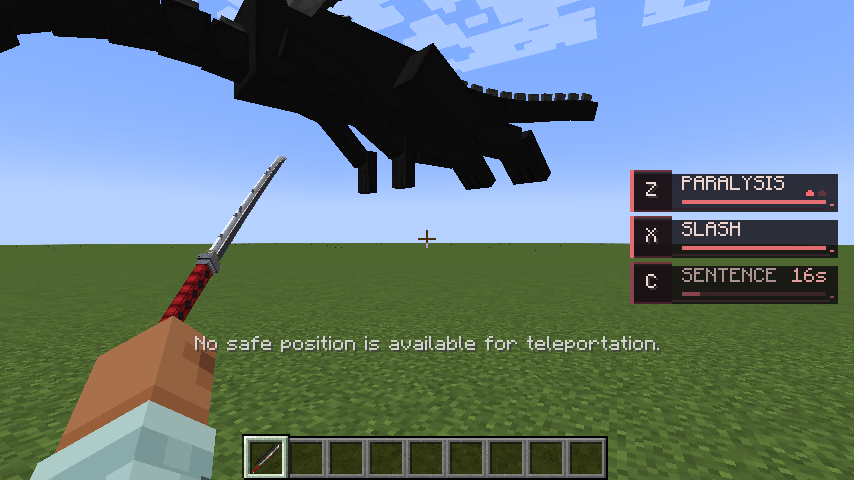 Z PARALYSIS
X SLASH
C SENTENCE 16s
No safe position is available for teleportation.